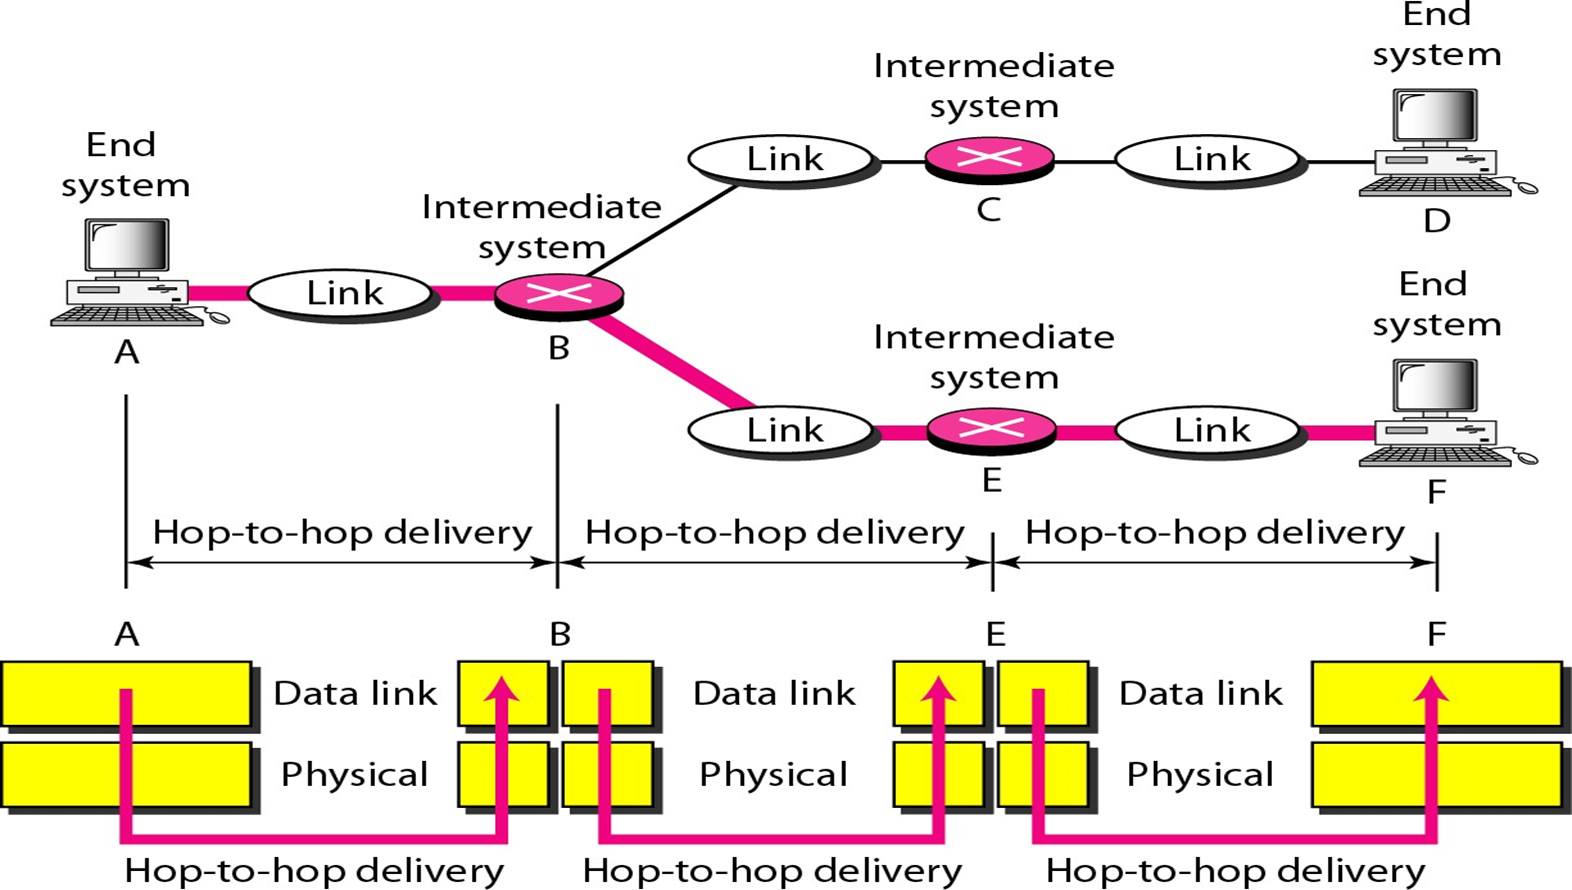 End
system
Intermediate
system
Link
Link
C
D
End
system
Intermediate
system
Link
A
B
End
system
Intermediate
system
Link
Link
E
F
Hop-to-hop delivery
Hop-to-hop delivery
Hop-to-hop delivery
A
B
E
F
Data link
Data link
Data link
Physical
Physical
Physical
Hop-to-hop delivery
Hop-to-hop delivery
Hop-to-hop delivery